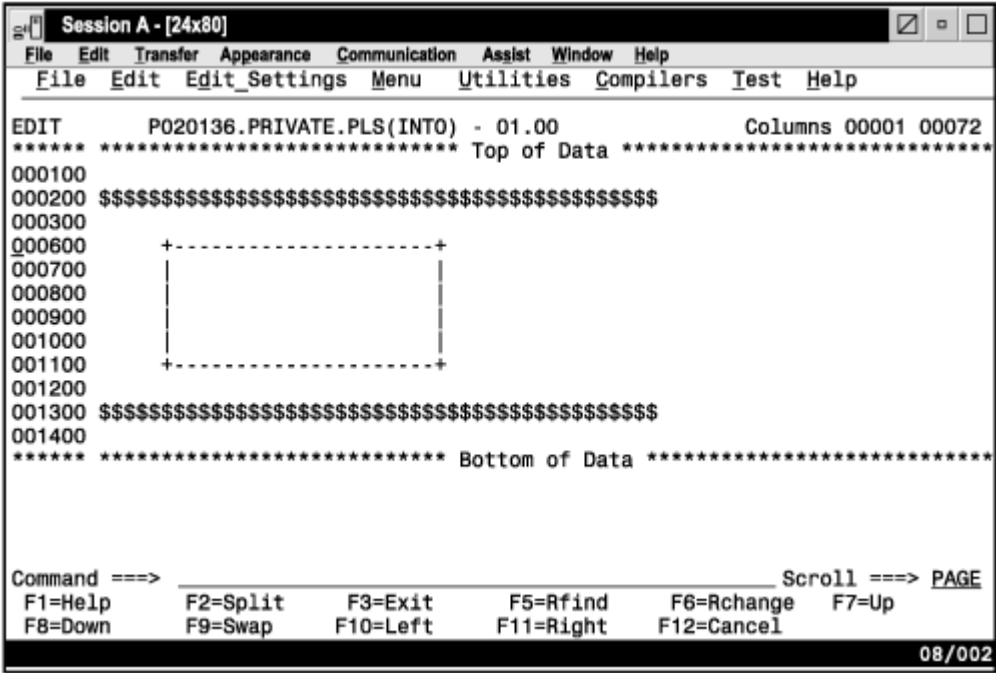 Session A - [24x80]
File Edit Transfer Appearance Communication Assist Window Help
File Edit Edit_Settings Menu Utilities Compilers Test Help
EDIT P020136.PRIVATE.PLS(INTO) - 01.00 Columns 00001 00072
****** ***************************** Top of Data ******************************
000100
000200 $$$$$$$$$$$$$$$$$$$$$$$$$$$$$$$$$$$$$$$$$$$$$
000300
000600 +---------------------+
000700 | |
000800 | |
000900 | |
001000 | |
001100 +---------------------+
001200
001300 $$$$$$$$$$$$$$$$$$$$$$$$$$$$$$$$$$$$$$$$$$$$$
001400
****** **************************** Bottom of Data ****************************
Command ===> Scroll ===> PAGE
F1=Help F2=Split F3=Exit F5=Rfind F6=Rchange F7=Up
F8=Down F9=Swap F10=Left F11=Right F12=Cancel
08/002